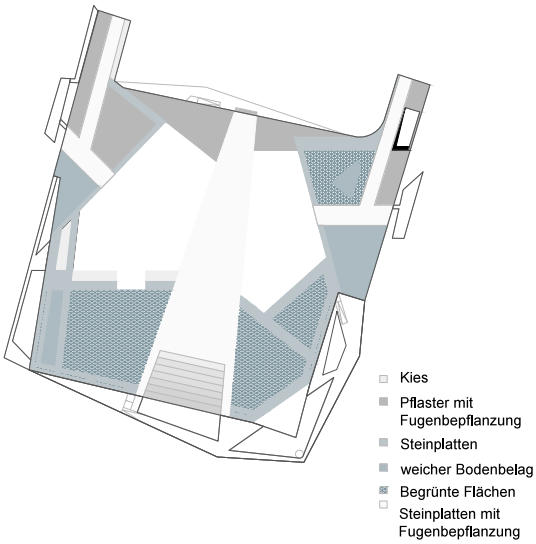 Kies
Pflaster mit
Fugenbepflanzung
Steinplatten
weicher Bodenbelag
Begrünte Flächen
Steinplatten mit
Fugenbepflanzung